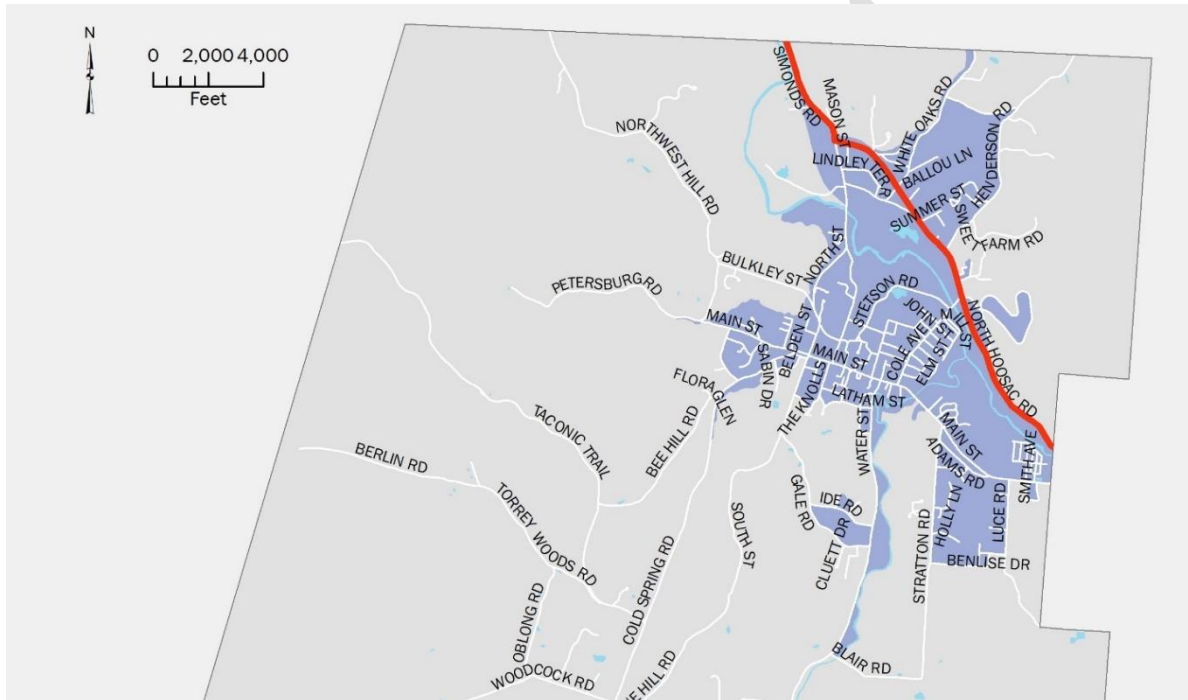 N
0 2,000 4,000
Feet
SIMONDS RD
MASON ST
WHITE OAKS RD
NORTHWEST HILL RD
LINDLEY TERR
BALLOU LN
HENDERSON RD
SUMMER ST
SWEET FARM RD
NORTH ST
BULKLEY ST
PETERSBURG RD
STETSON RD
MAIN ST
JOHN ST
MILL ST
BELDEN ST
COLE AVE
NORTH HOOSAC RD
SABIN DR
MAIN ST
ELM ST
FLORA GLEN
THE KNOLLS
LATHAM ST
TACONIC TRAIL
BEE HILL RD
WATER ST
MAIN ST
SMITH AVE
BERLIN RD
ADAMS RD
TORREY WOODS RD
GALE RD
IDE RD
HOLLY LN
LUCE RD
SOUTH ST
CLUETT DR
STRATTON RD
BENLISE DR
COLD SPRING RD
OBLONG RD
BLAIR RD
WOODCOCK RD
HILL RD